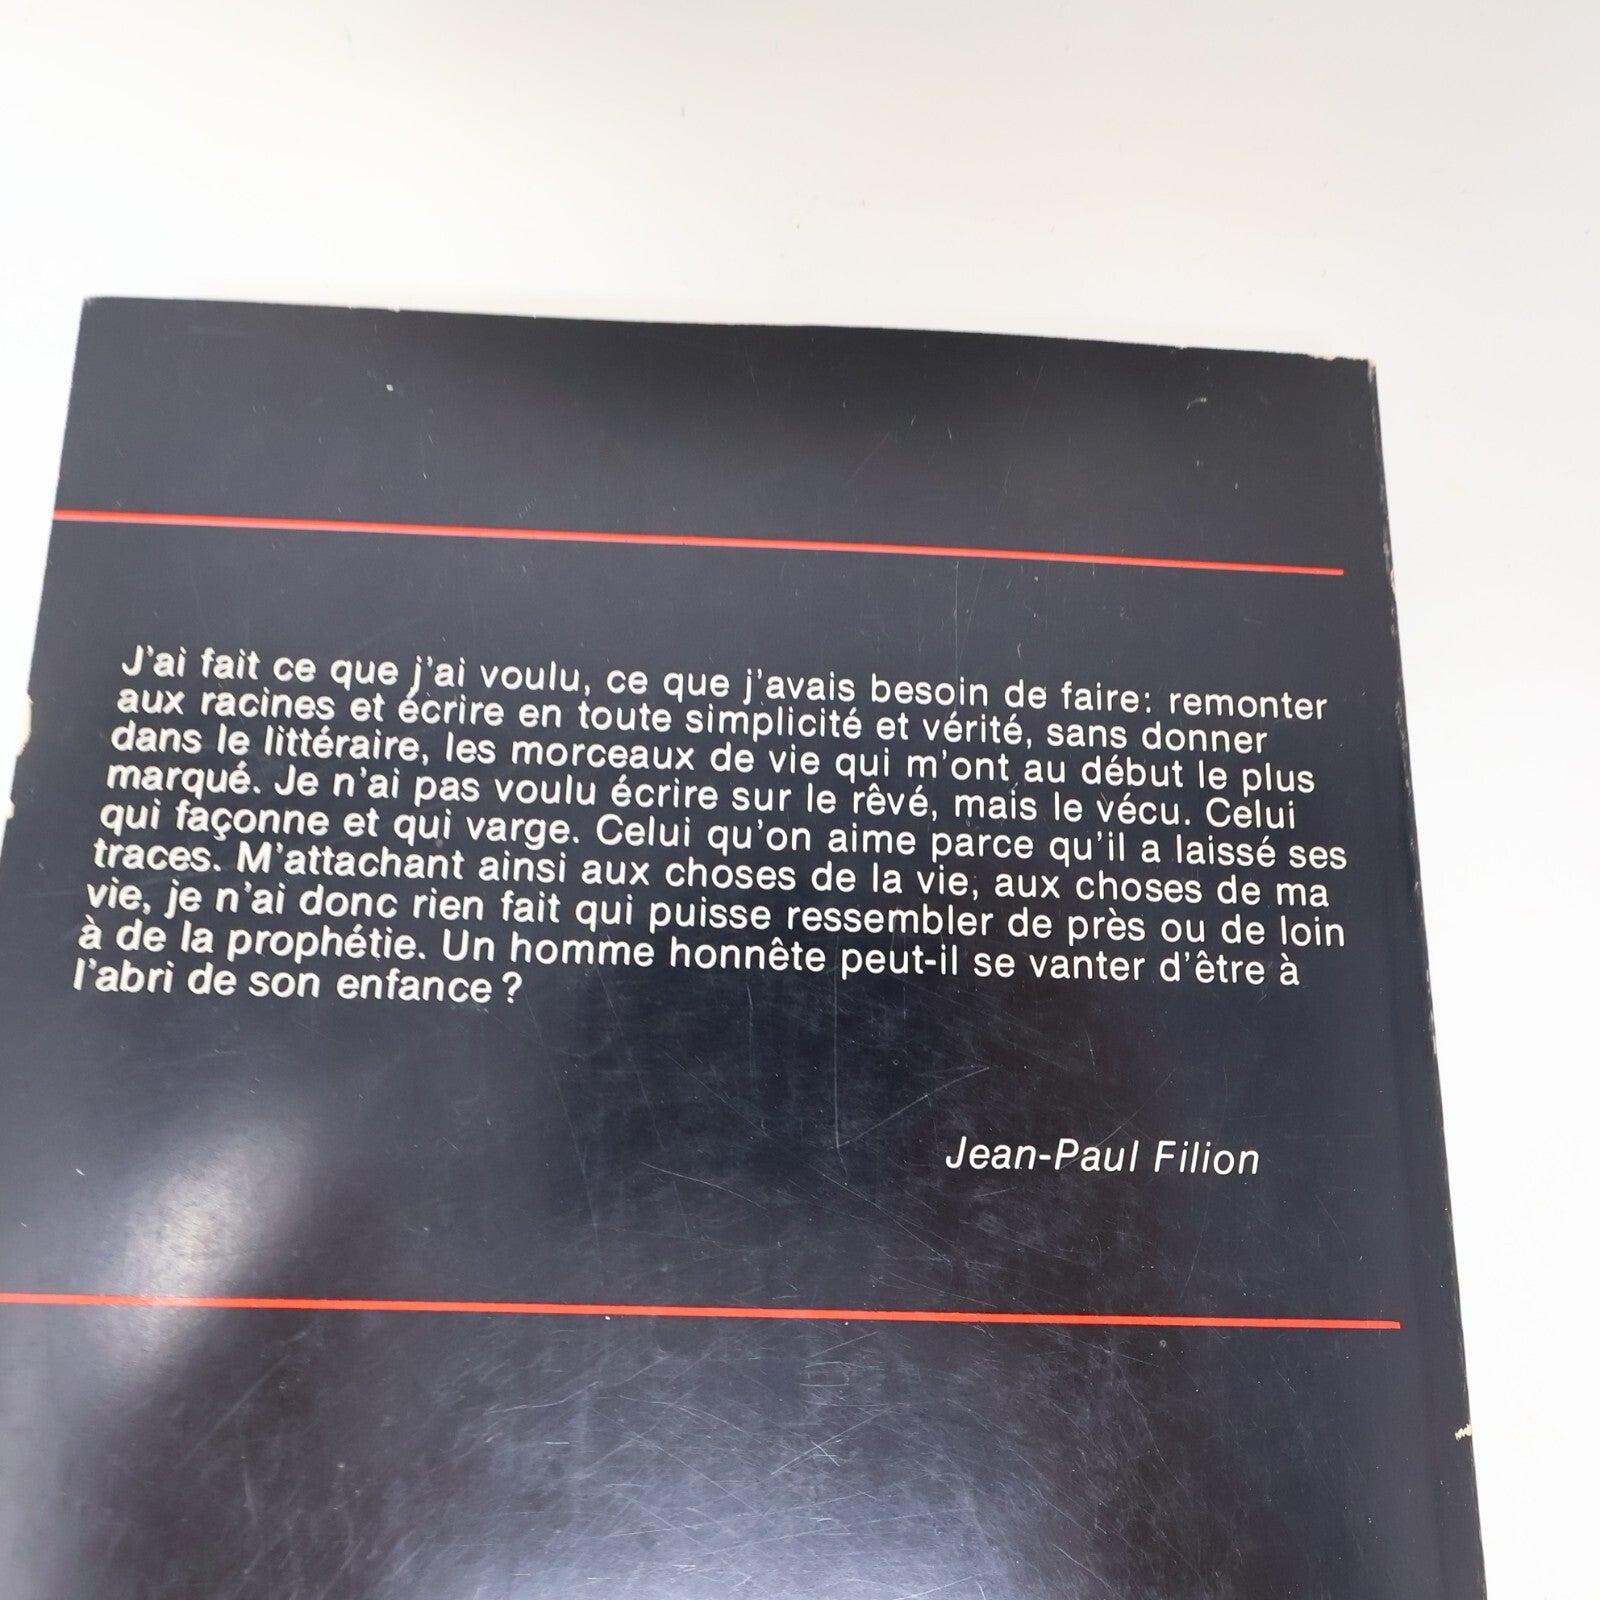 J'ai fait ce que j'ai voulu, ce que j'avais besoin de faire: remonter
aux racines et écrire en toute simplicité et vérité, sans donner
dans le littéraire, les morceaux de vie qui m'ont au début le plus
marqué. Je n'ai pas voulu écrire sur le rêvé, mais le vécu. Celui
qui façonne et qui varge. Celui qu'on aime parce qu'il a laissé ses
traces. M'attachant ainsi aux choses de la vie, aux choses de ma
vie, je n'ai donc rien fait qui puisse ressembler de près ou de loin
à de la prophétie. Un homme honnête peut-il se vanter d'être à
l'abri de son enfance ?
Jean-Paul Filion